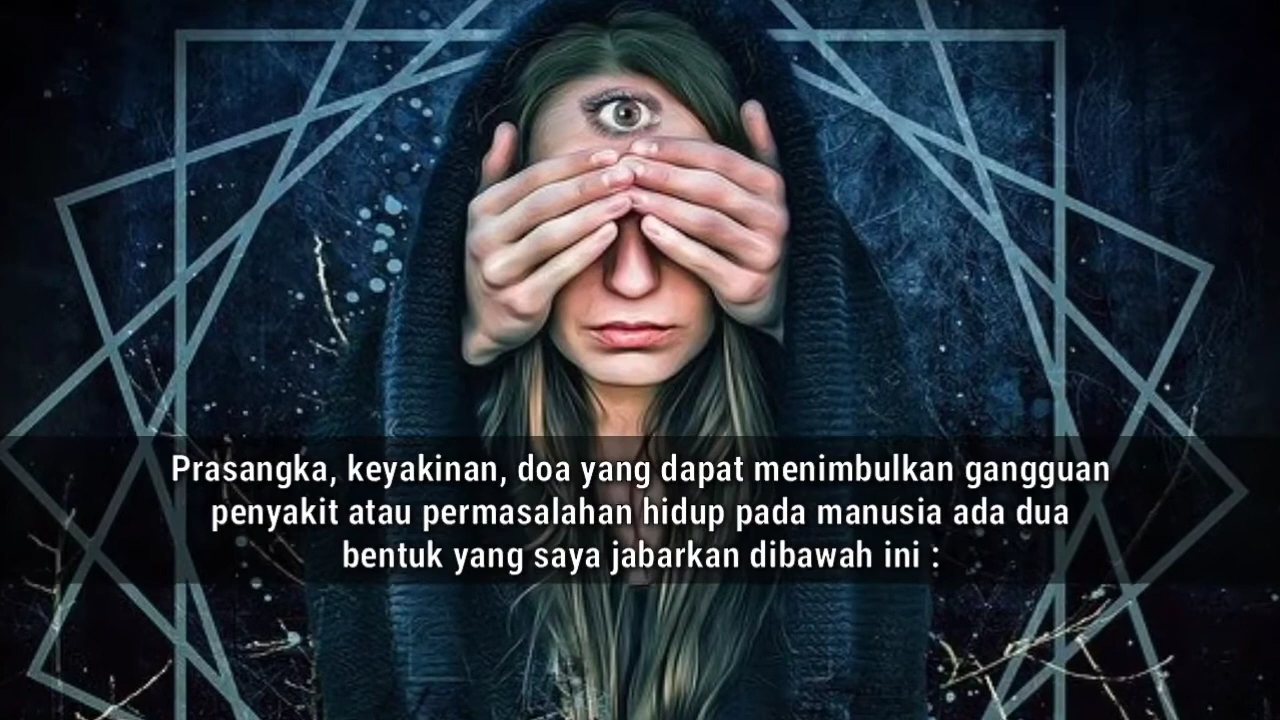 Prasangka, keyakinan, doa yang dapat menimbulkan gangguan
penyakit atau permasalahan hidup pada manusia ada dua
bentuk yang saya jabarkan dibawah ini :